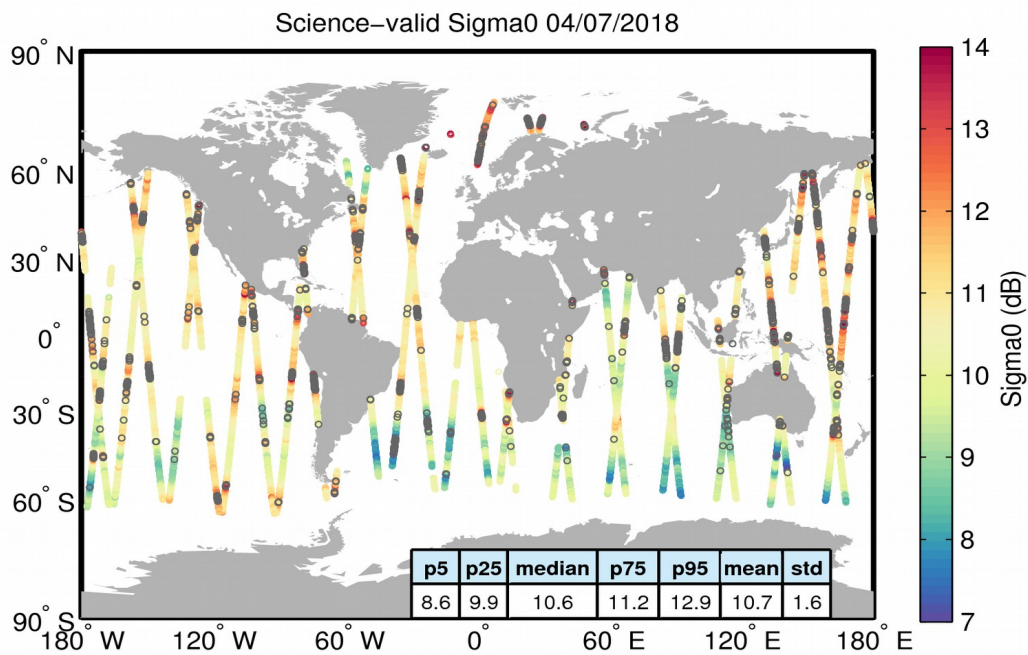 Science−valid Sigma0 04/07/2018
90° N
60° N
30° N
0°
30° S
60° S
90° S
180° W
120° W
60° W
0°
60° E
120° E
180° E
p5 p25 median p75 p95 mean std
8.6 9.9 10.6 11.2 12.9 10.7 1.6
14
13
12
11
10
9
8
7
Sigma0 (dB)